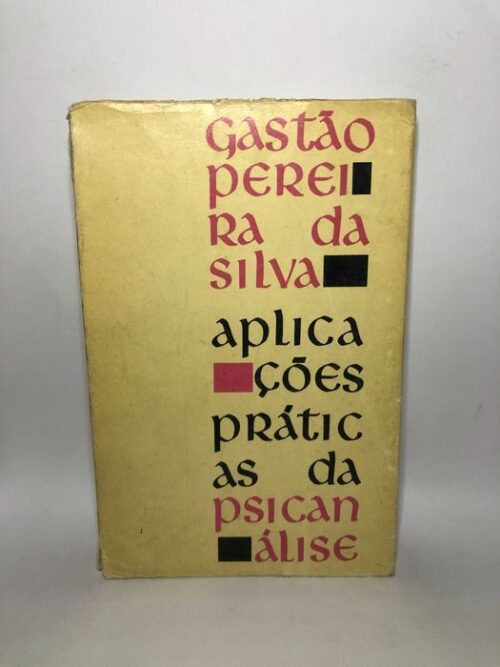 Gastão
Perei
ra da
Silva
aplica
ções
prátic
as da
psican
álise